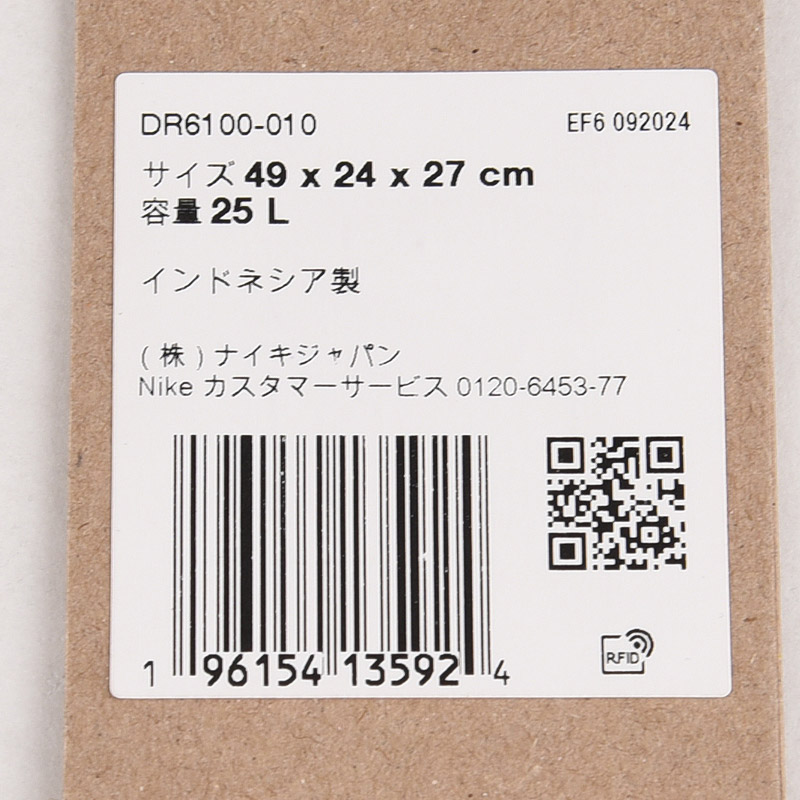 DR6100-010 EF6 092024
サイズ 49 x 24 x 27 cm
容量 25 L
インドネシア製
(株)ナイキジャパン
Nike カスタマーサービス 0120-6453-77
1 96154 13592 4
RFID